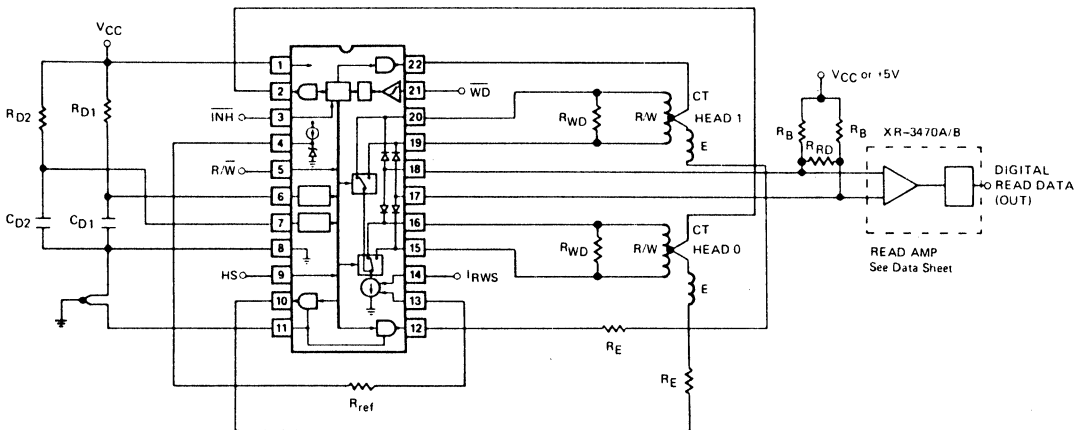 VCC
RD2
RD1
CD2
CD1
INH
R/W
HS
1
2
3
4
5
6
7
8
9
10
11
22
21
20
19
18
17
16
15
14
13
12
WD
IRWS
Rref
RE
RE
RWD
R/W
CT
HEAD 1
E
RWD
R/W
CT
HEAD 0
E
VCC or +5V
RB
RB
RRD
XR-3470A/B
DIGITAL
READ DATA
(OUT)
READ AMP
See Data Sheet